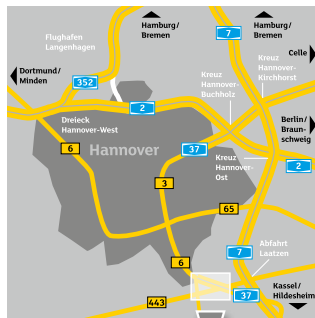 Hamburg/
Bremen
Hamburg/
Bremen
Flughafen
Langenhagen
7
Kreuz
Hannover-
Kirchhorst
Celle
Dortmund/
Minden
352
Kreuz
Hannover-
Buchholz
2
Dreieck
Hannover-West
Berlin/
Braun-
schweig
6
Hannover
37
Kreuz
Hannover-
Ost
2
3
65
7
Abfahrt
Laatzen
6
Kassel/
Hildesheim
37
443